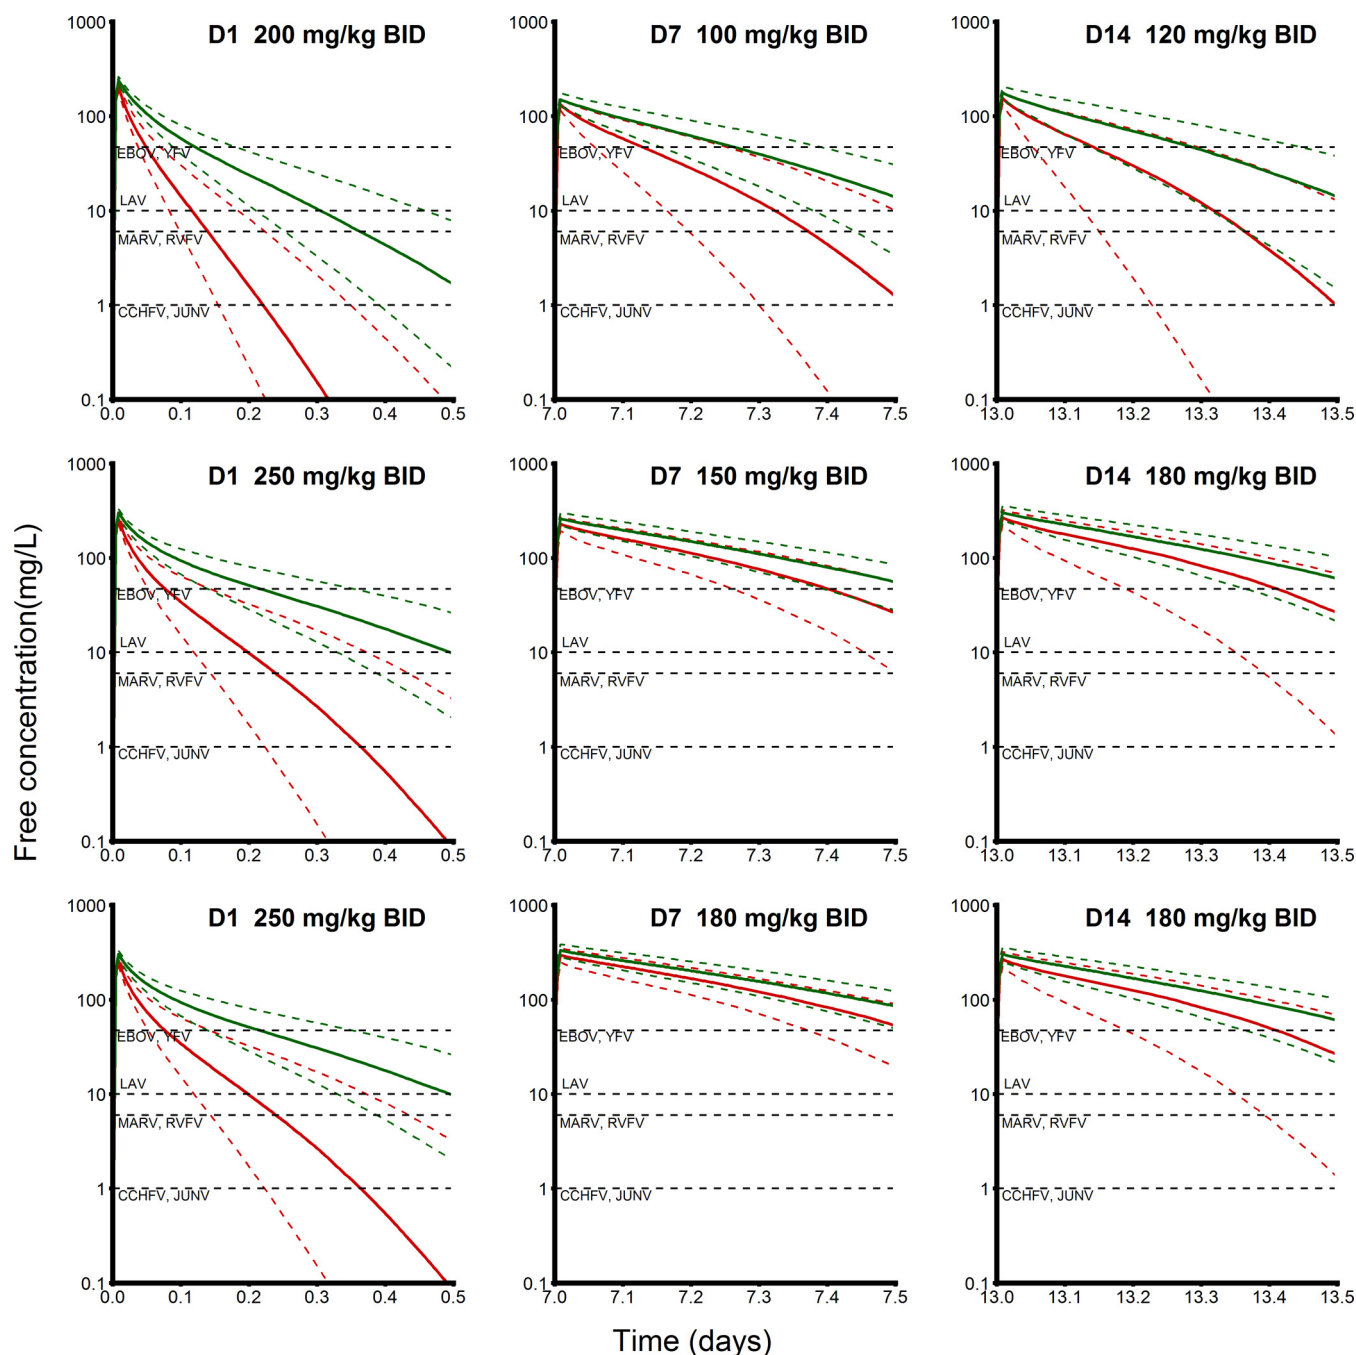 D1 200 mg/kg BID
1000
100
10
1
0.1
EBOV, YFV
LAV
MARV, RVFV
CCHFV, JUNV
0.0 0.1 0.2 0.3 0.4 0.5
D7 100 mg/kg BID
1000
100
10
1
0.1
EBOV, YFV
LAV
MARV, RVFV
CCHFV, JUNV
7.0 7.1 7.2 7.3 7.4 7.5
D14 120 mg/kg BID
1000
100
10
1
0.1
EBOV, YFV
LAV
MARV, RVFV
CCHFV, JUNV
13.0 13.1 13.2 13.3 13.4 13.5
Free concentration(mg/L)
D1 250 mg/kg BID
1000
100
10
1
0.1
EBOV, YFV
LAV
MARV, RVFV
CCHFV, JUNV
0.0 0.1 0.2 0.3 0.4 0.5
D7 150 mg/kg BID
1000
100
10
1
0.1
EBOV, YFV
LAV
MARV, RVFV
CCHFV, JUNV
7.0 7.1 7.2 7.3 7.4 7.5
D14 180 mg/kg BID
1000
100
10
1
0.1
EBOV, YFV
LAV
MARV, RVFV
CCHFV, JUNV
13.0 13.1 13.2 13.3 13.4 13.5
D1 250 mg/kg BID
1000
100
10
1
0.1
EBOV, YFV
LAV
MARV, RVFV
CCHFV, JUNV
0.0 0.1 0.2 0.3 0.4 0.5
D7 180 mg/kg BID
1000
100
10
1
0.1
EBOV, YFV
LAV
MARV, RVFV
CCHFV, JUNV
7.0 7.1 7.2 7.3 7.4 7.5
D14 180 mg/kg BID
1000
100
10
1
0.1
EBOV, YFV
LAV
MARV, RVFV
CCHFV, JUNV
13.0 13.1 13.2 13.3 13.4 13.5
Time (days)